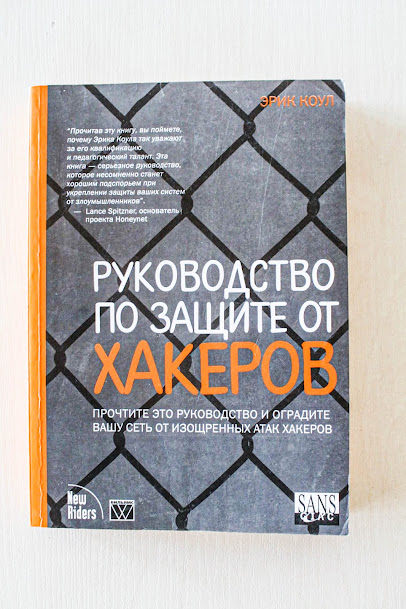 ЭРИК КОУЛ
"Прочитав эту книгу, вы поймете,
почему Эрика Коула так уважают
за его квалификацию
и педагогический талант. Эта
книга — серьезное руководство,
которое несомненно станет
хорошим подспорьем при
укреплении защиты ваших систем
от злоумышленников".
— Lance Spitzner, основатель
проекта Honeynet
РУКОВОДСТВО
ПО ЗАЩИТЕ ОТ
ХАКЕРОВ
ПРОЧТИТЕ ЭТО РУКОВОДСТВО И ОГРАДИТЕ
ВАШУ СЕТЬ ОТ ИЗОЩРЕННЫХ АТАК ХАКЕРОВ
New
Riders
ВИЛЬЯМС
W
SANS
GIAC